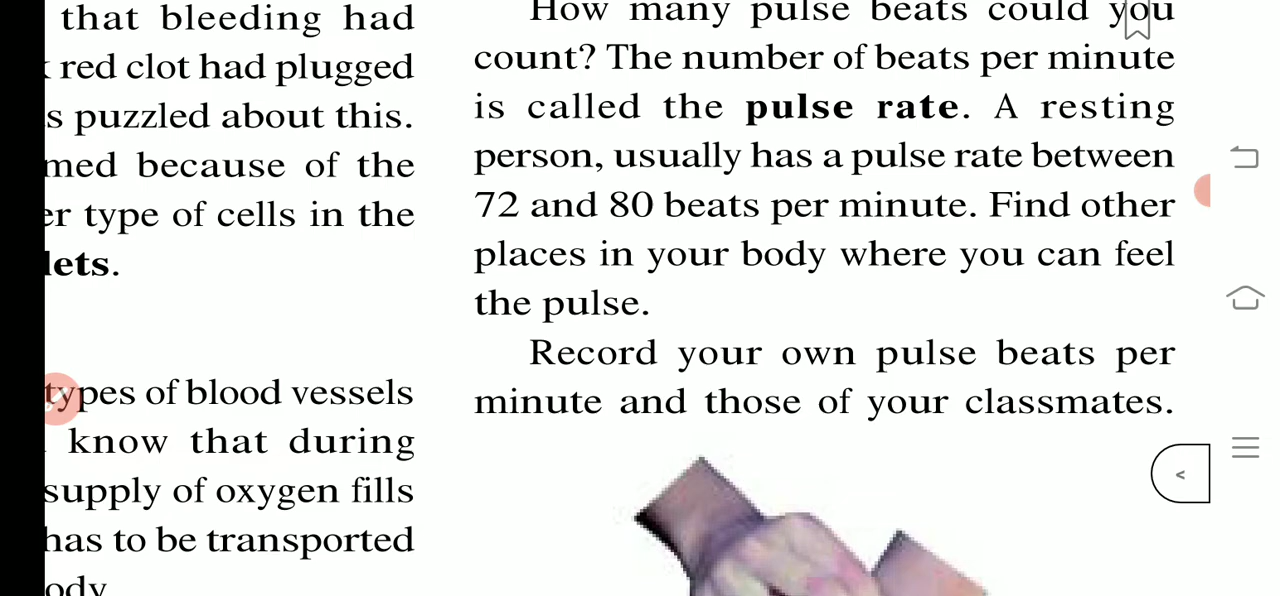 that bleeding had
red clot had plugged
puzzled about this.
because of the
type of cells in the
types of blood vessels
know that during
supply of oxygen fills
has to be transported
How many pulse beats could you
count? The number of beats per minute
is called the pulse rate. A resting
person, usually has a pulse rate between
72 and 80 beats per minute. Find other
places in your body where you can feel
the pulse.
Record your own pulse beats per
minute and those of your classmates.
<